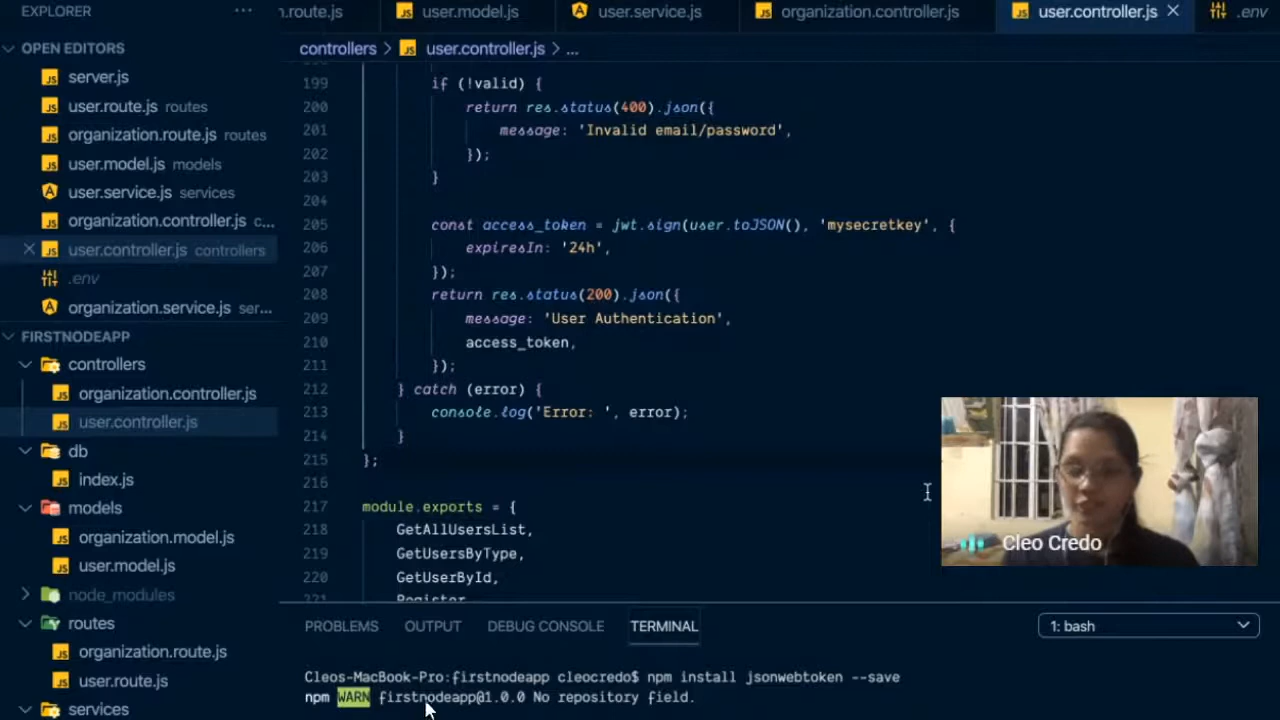 EXPLORER
...
OPEN EDITORS
server.js
user.route.js routes
organization.route.js routes
user.model.js models
user.service.js services
organization.controller.js c...
user.controller.js controllers
.env
organization.service.js ser...
FIRSTNODEAPP
controllers
organization.controller.js
user.controller.js
db
index.js
models
organization.model.js
user.model.js
node_modules
routes
organization.route.js
user.route.js
services
n.route.js user.model.js user.service.js organization.controller.js user.controller.js .env
controllers > user.controller.js > ...
199 if (!valid) {
200 return res.status(400).json({
201 message: 'Invalid email/password',
202 });
203 }
204
205 const access_token = jwt.sign(user.toJSON(), 'mysecretkey', {
206 expiresIn: '24h',
207 });
208 return res.status(200).json({
209 message: 'User Authentication',
210 access_token,
211 });
212 } catch (error) {
213 console.log('Error: ', error);
214 }
215 };
216
217 module.exports = {
218 GetAllUsersList,
219 GetUsersByType,
220 GetUserById,
221 Register
Cleo Credo
PROBLEMS OUTPUT DEBUG CONSOLE TERMINAL 1: bash
Cleos-MacBook-Pro:firstnodeapp cleocredo$ npm install jsonwebtoken --save
npm WARN firstnodeapp@1.0.0 No repository field.